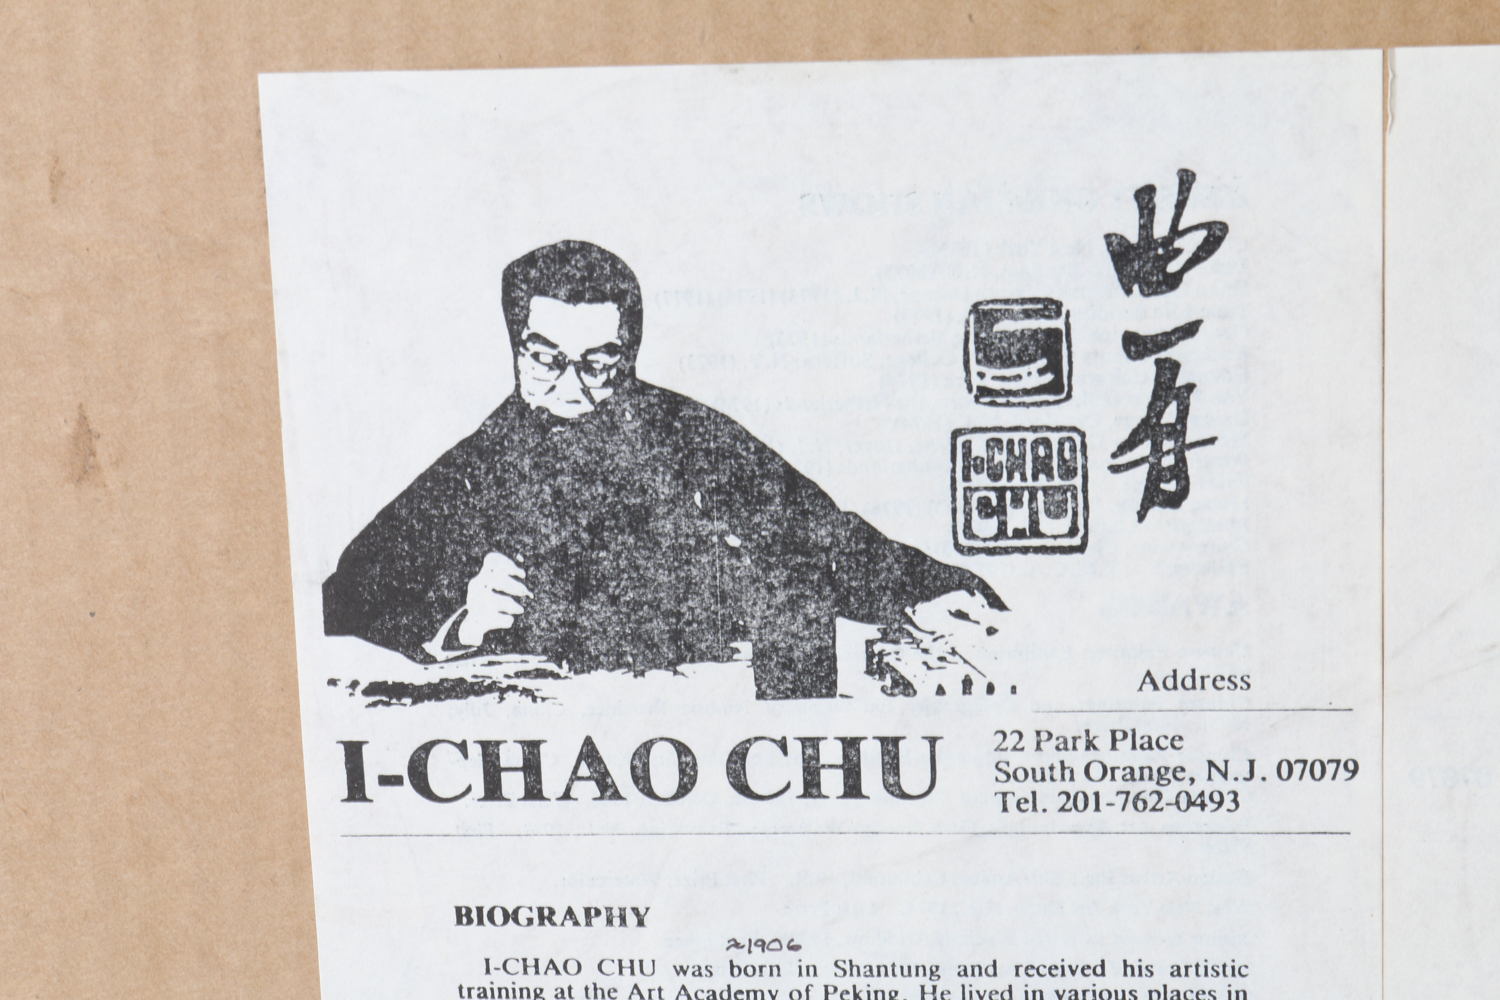 曲一
I-CHAO
CHU
Address
I-CHAO CHU
22 Park Place
South Orange, N.J. 07079
Tel. 201-762-0493
BIOGRAPHY
≈1906
I-CHAO CHU was born in Shantung and received his artistic
training at the Art Academy of Peking. He lived in various places in